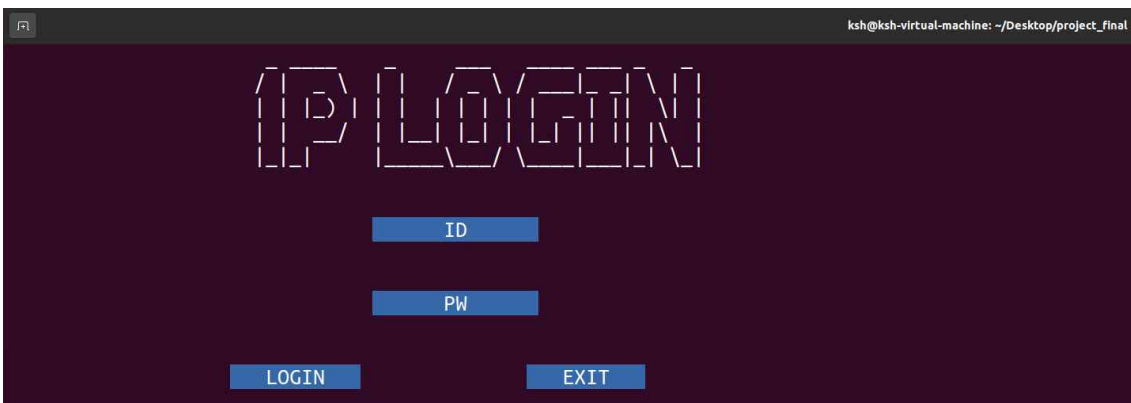 ksh@ksh-virtual-machine: ~/Desktop/project_final
IP LOGIN
ID
PW
LOGIN EXIT